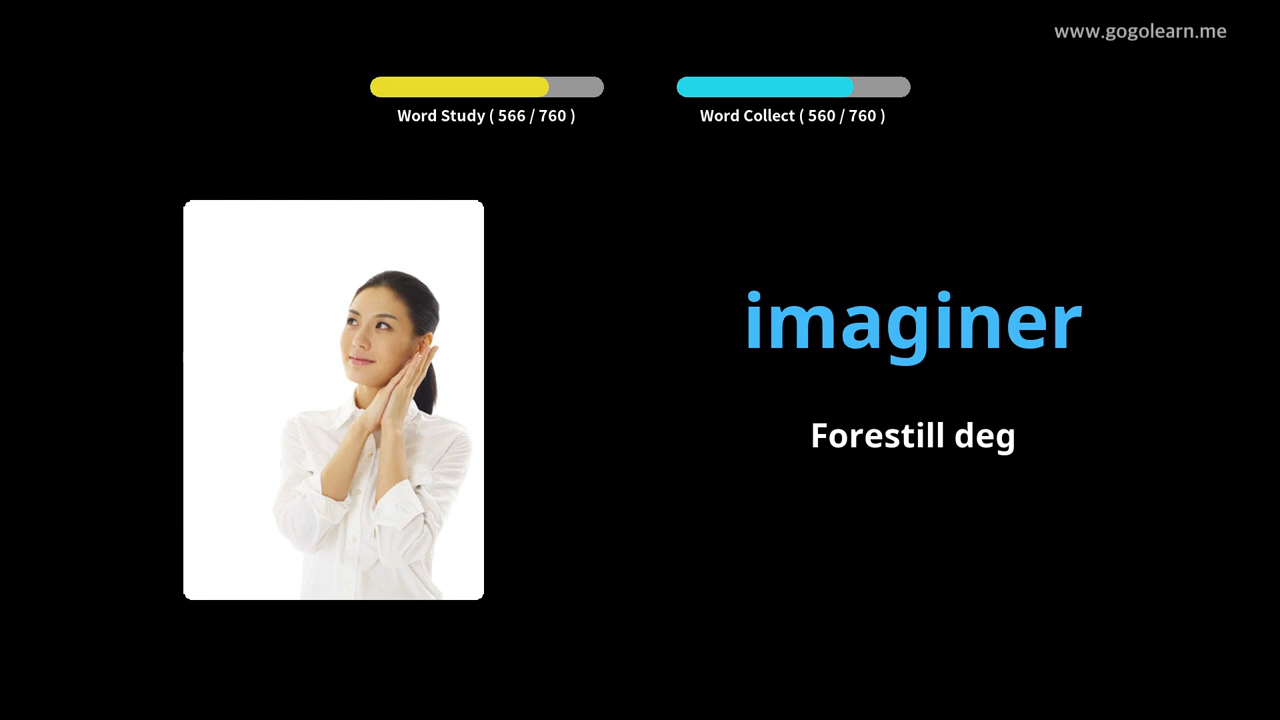 www.gogolearn.me
Word Study ( 566 / 760 )
Word Collect ( 560 / 760 )
imaginer
Forestill deg